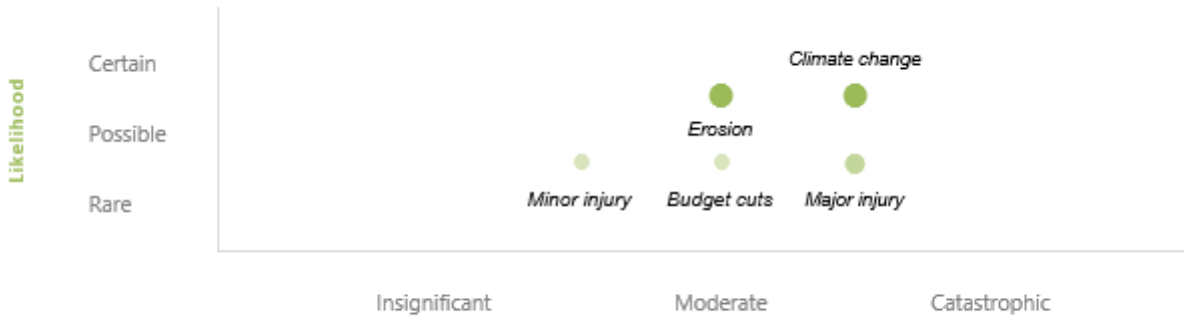 Likelihood
Certain
Climate change
Possible
Erosion
Rare
Minor injury
Budget cuts
Major injury
Insignificant
Moderate
Catastrophic